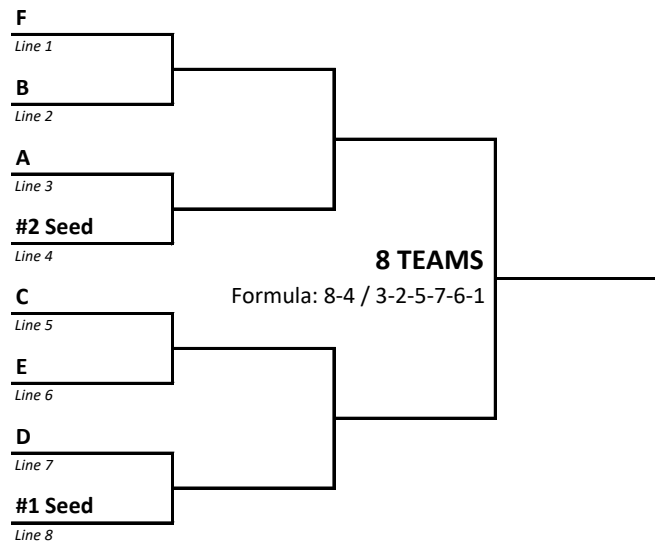 F
Line 1
B
Line 2
A
Line 3
#2 Seed
Line 4
8 TEAMS
Formula: 8-4 / 3-2-5-7-6-1
C
Line 5
E
Line 6
D
Line 7
#1 Seed
Line 8